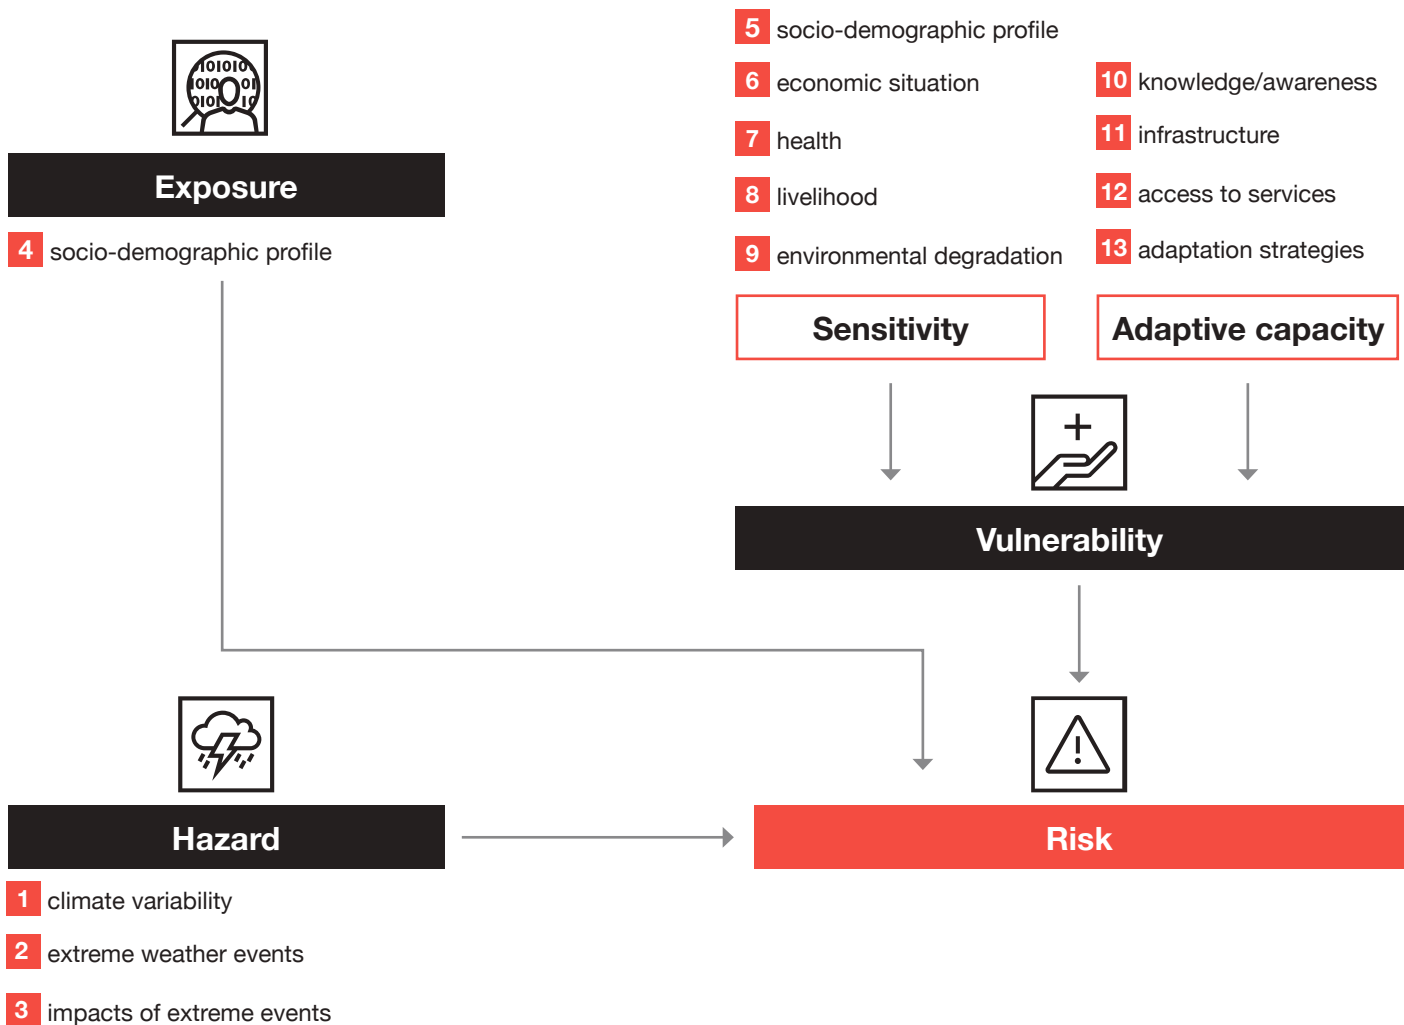 Exposure
4 socio-demographic profile
5 socio-demographic profile
6 economic situation
7 health
8 livelihood
9 environmental degradation
10 knowledge/awareness
11 infrastructure
12 access to services
13 adaptation strategies
Sensitivity
Adaptive capacity
Vulnerability
Hazard
1 climate variability
2 extreme weather events
3 impacts of extreme events
Risk